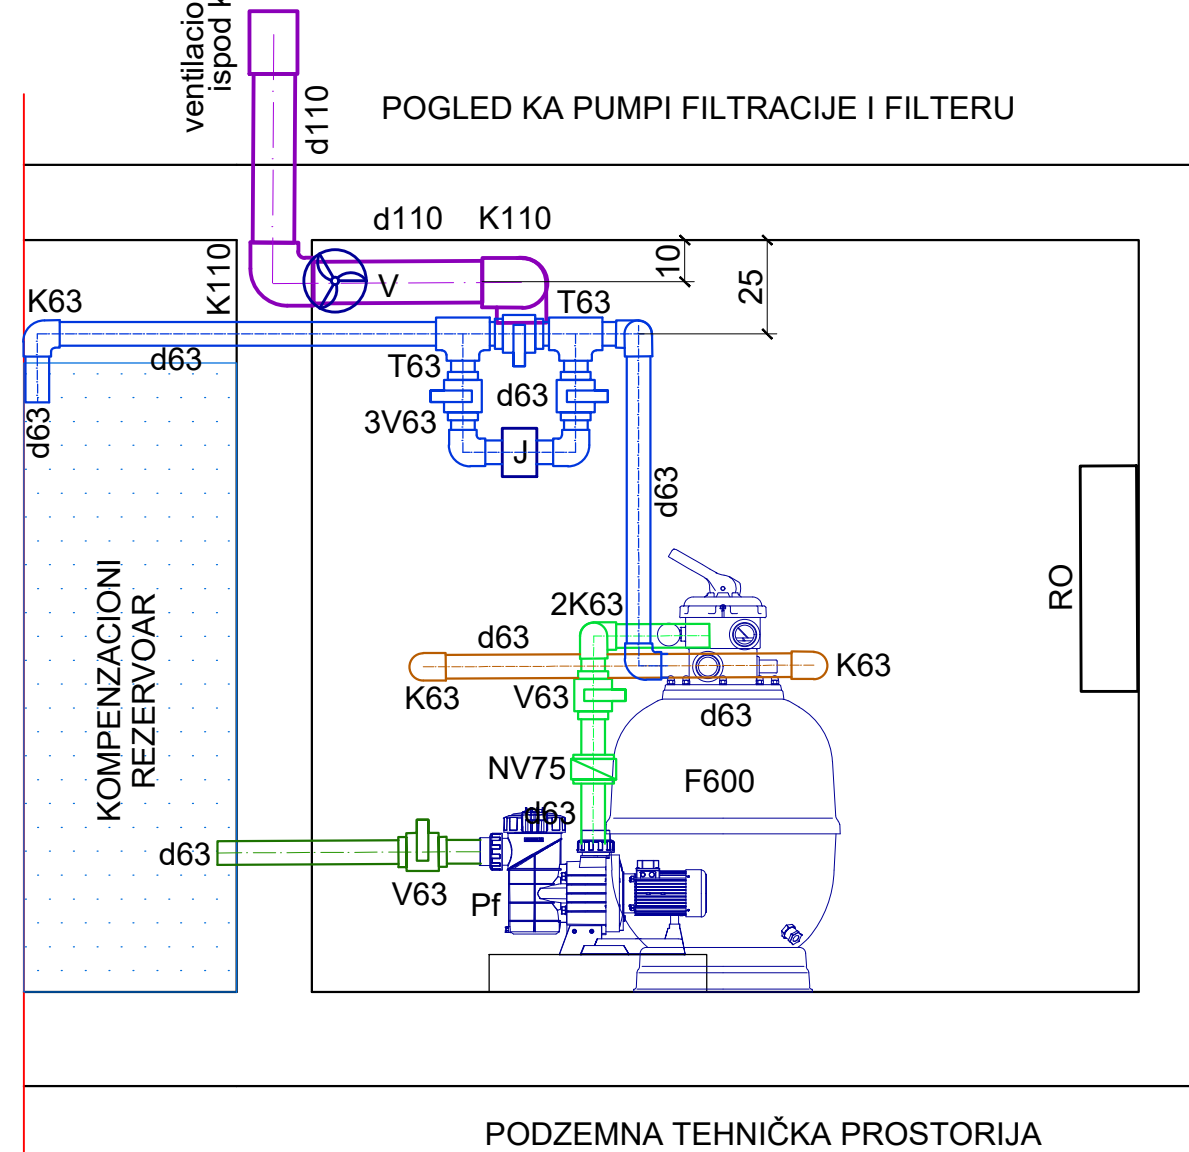 ventilacio
ispod k
d110
POGLED KA PUMPI FILTRACIJE I FILTERU
d110
K110
K110
V
10
25
K63
T63
d63
T63
d63
3V63
d63
J
d63
KOMPENZACIONI
REZERVOAR
RO
2K63
d63
K63
K63
V63
d63
NV75
F600
d63
d63
V63
Pf
PODZEMNA TEHNIČKA PROSTORIJA